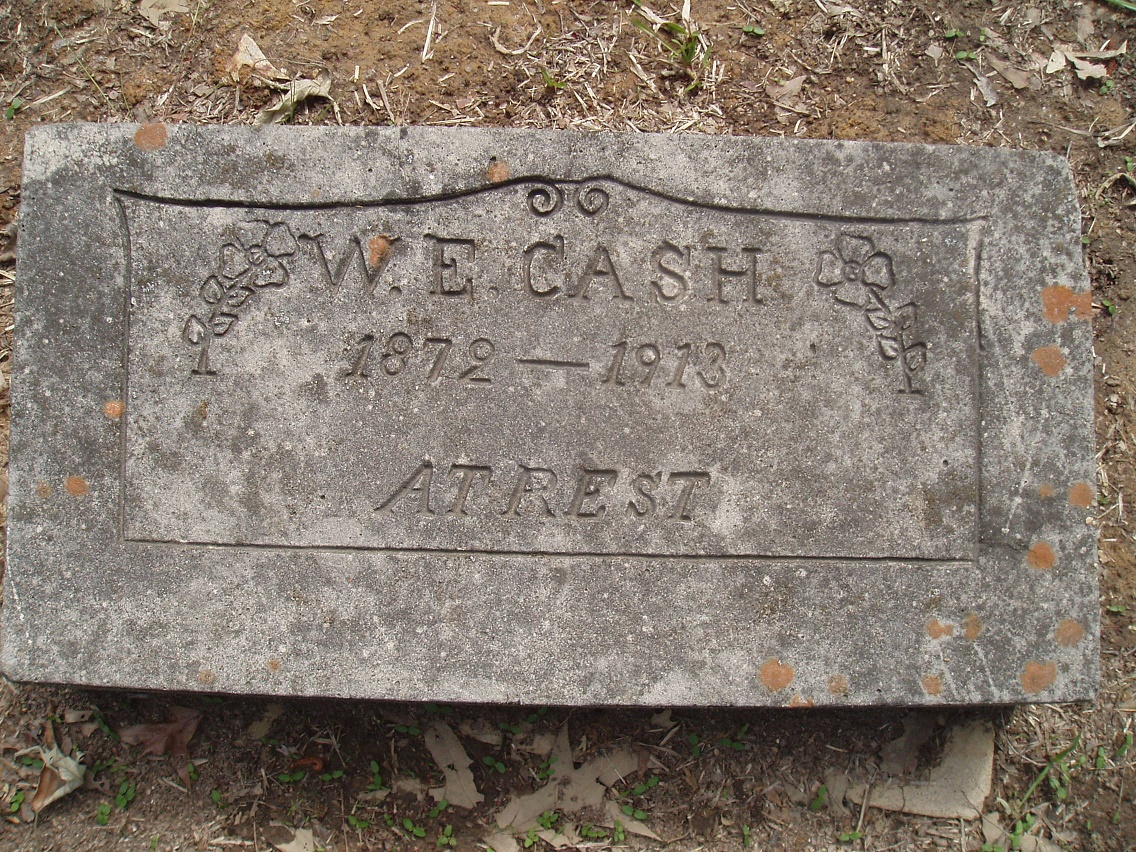 W. E. CASH
1872 — 1913
AT REST